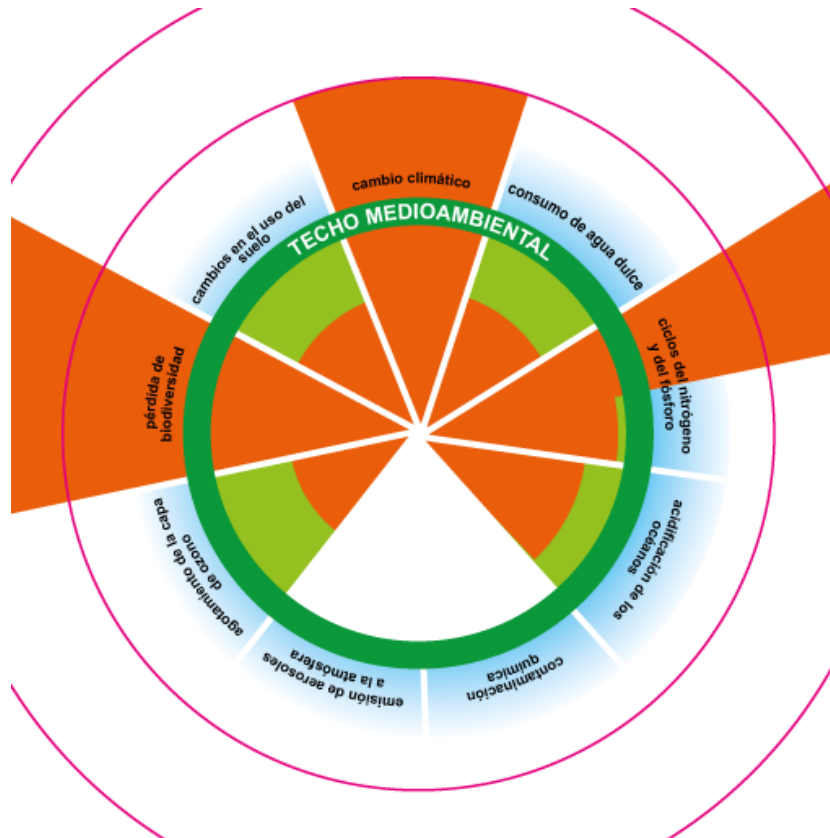 cambio climático
TECHO MEDIOAMBIENTAL
consumo de agua dulce
ciclos del nitrógeno
y del fósforo
acidificación de los
océanos
contaminación
química
emisión de aerosoles
a la atmósfera
agotamiento de la capa
de ozono
pérdida de
biodiversidad
cambios en el uso del
suelo